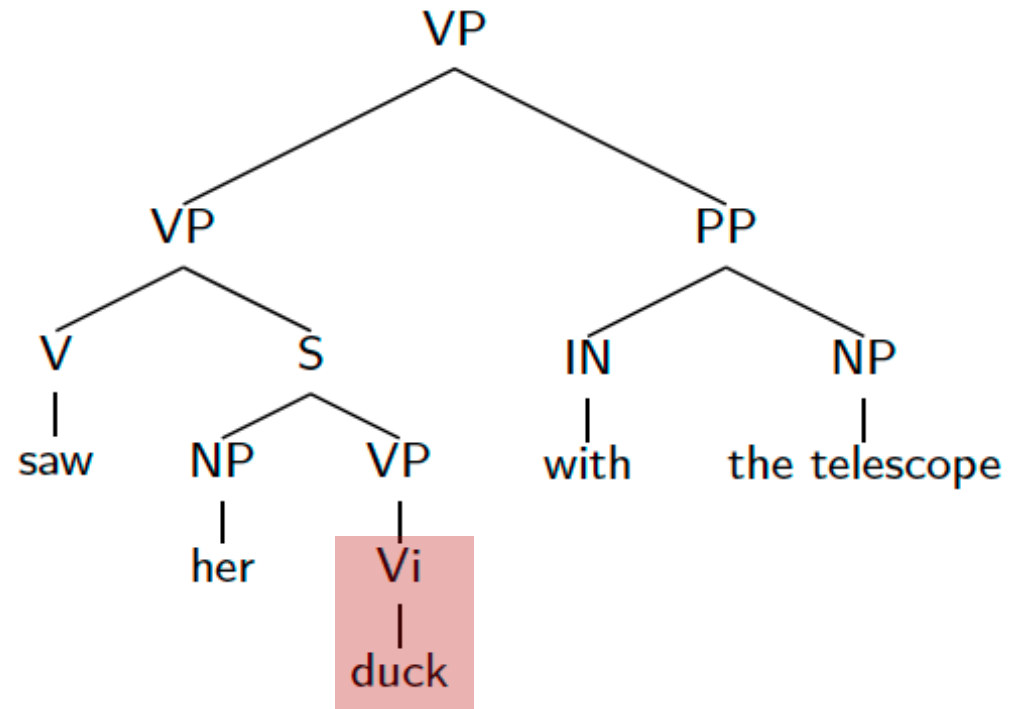 VP
VP PP
V S IN NP
saw NP VP with the telescope
her Vi
duck